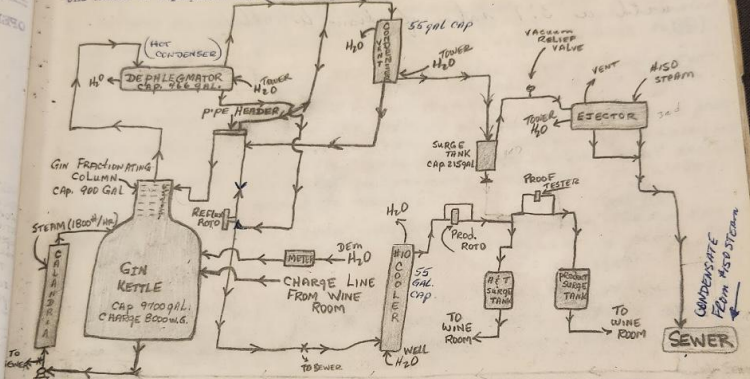 (HOT
CONDENSER)
H2O
DEPHLEGMATOR
CAP. 466 GAL.
TOWER
H2O
PIPE HEADER
H2O
VENT
CONDENSER
55 gal CAP
TOWER
H2O
VACUUM
RELIEF
VALVE
VENT
#150
STEAM
EJECTOR
TOWER
H2O
SURGE
TANK
CAP. 215gal
GIN FRACTIONATING
COLUMN
CAP. 900 GAL
STEAM (1800#/HR)
CALANDRIA
REFLUX
ROTO
GIN
KETTLE
CAP 9700 GAL.
CHARGE 8000 W.G.
METER
DEM
H2O
CHARGE LINE
FROM WINE
ROOM
H2O
#10 COOLER
55
GAL.
CAP
PROD.
ROTO
PROOF
TESTER
H&T
SURGE
TANK
PRODUCT
SURGE
TANK
TO
WINE
ROOM
TO
WINE
ROOM
CONDENSATE
FROM #150 STEAM
SEWER
TO
SEWER
TO SEWER
WELL
H2O